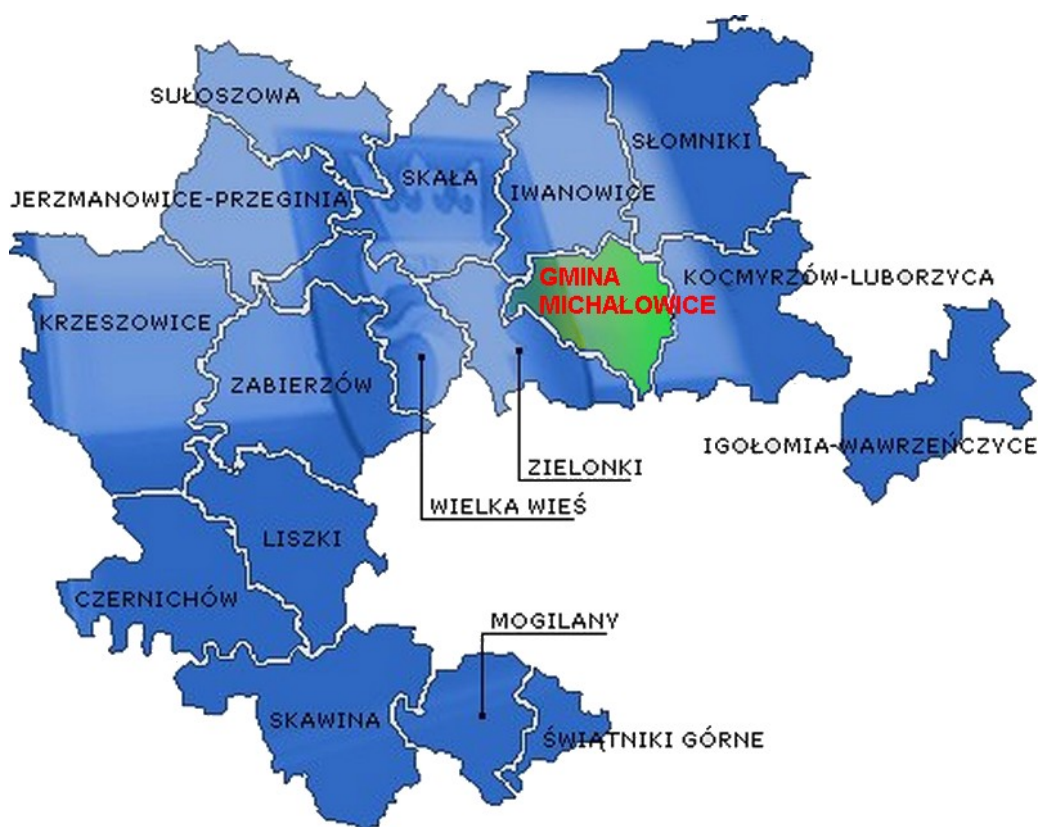 SUŁOSZOWA
SŁOMNIKI
SKAŁA
IWANOWICE
JERZMANOWICE-PRZEGINIA
GMINA
MICHAŁOWICE
KOCMYRZÓW-LUBORZYCA
KRZESZOWICE
ZABIERZÓW
IGOŁOMIA-WAWRZEŃCZYCE
ZIELONKI
WIELKA WIEŚ
LISZKI
CZERNICHÓW
MOGILANY
SKAWINA
ŚWIĄTNIKI GÓRNE